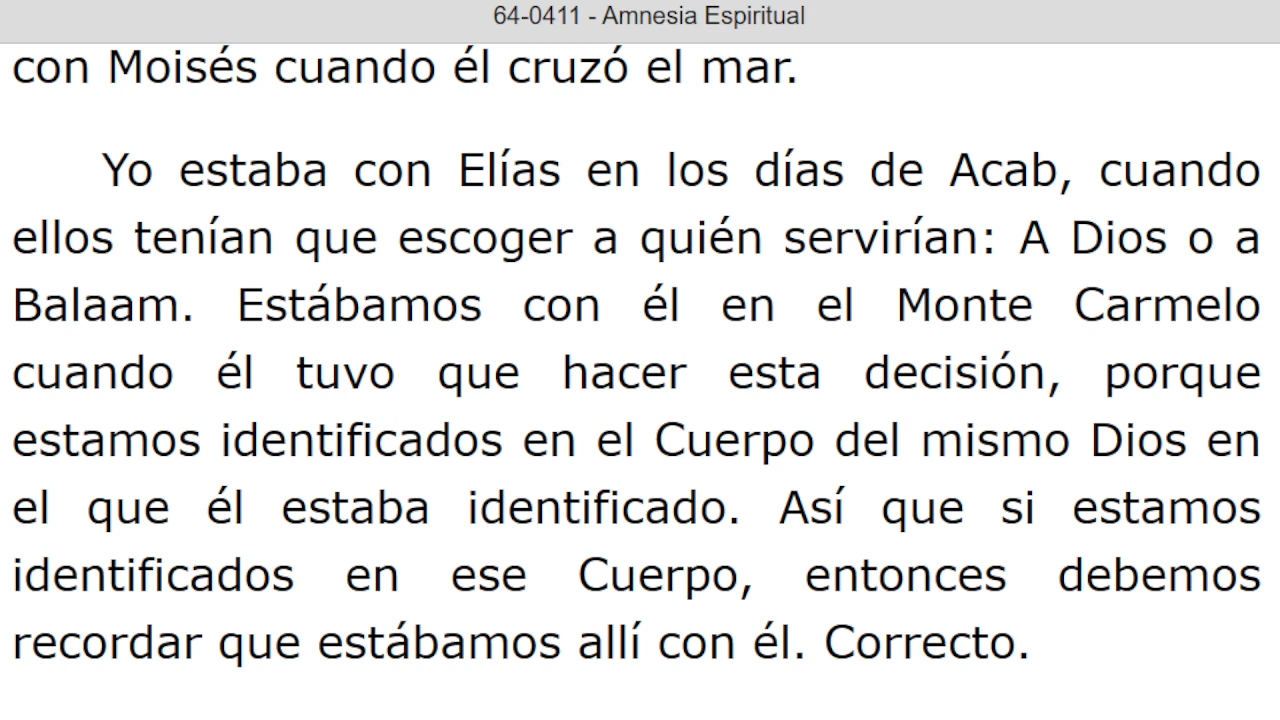 64-0411 - Amnesia Espiritual
con Moisés cuando él cruzó el mar.
Yo estaba con Elías en los días de Acab, cuando
ellos tenían que escoger a quién servirían: A Dios o a
Balaam. Estábamos con él en el Monte Carmelo
cuando él tuvo que hacer esta decisión, porque
estamos identificados en el Cuerpo del mismo Dios en
el que él estaba identificado. Así que si estamos
identificados en ese Cuerpo, entonces debemos
recordar que estábamos allí con él. Correcto.